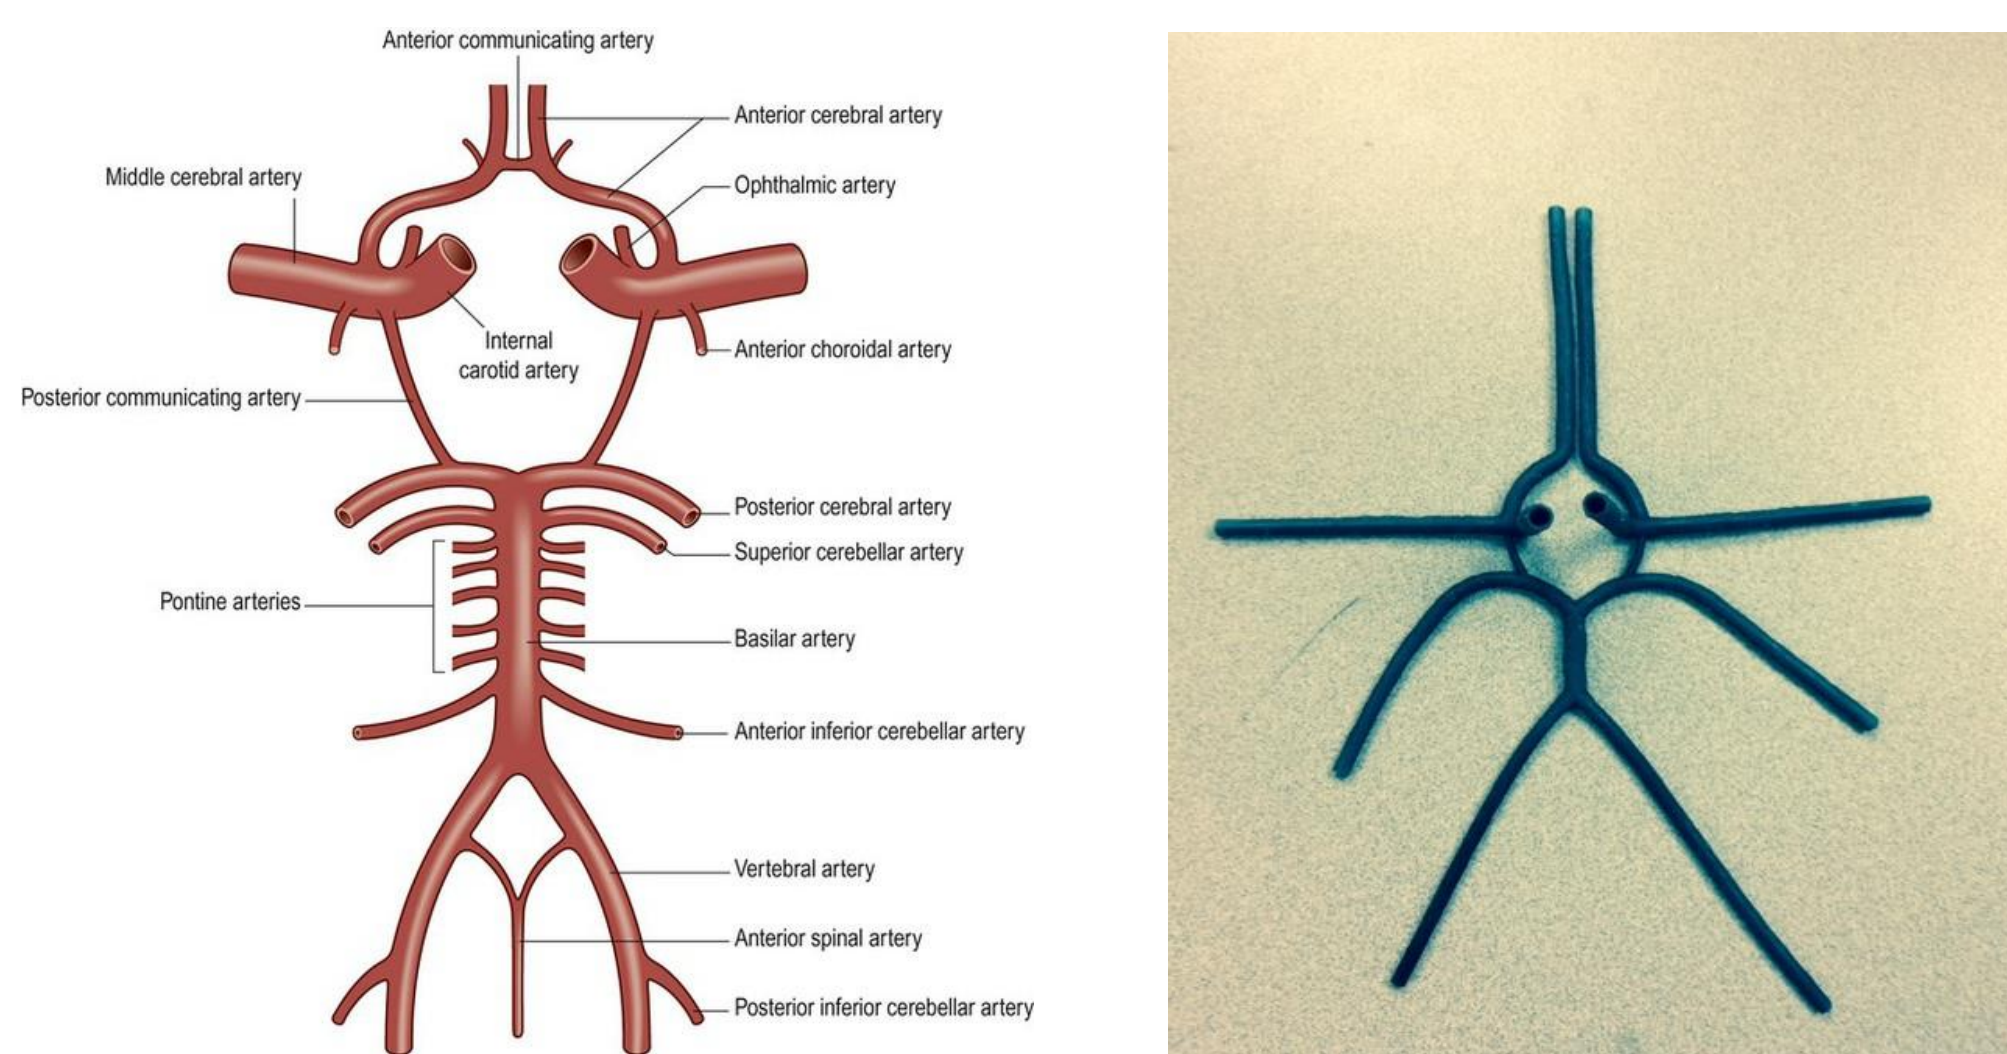 Anterior communicating artery
Anterior cerebral artery
Middle cerebral artery
Ophthalmic artery
Internal
carotid artery
Anterior choroidal artery
Posterior communicating artery
Posterior cerebral artery
Superior cerebellar artery
Pontine arteries
Basilar artery
Anterior inferior cerebellar artery
Vertebral artery
Anterior spinal artery
Posterior inferior cerebellar artery